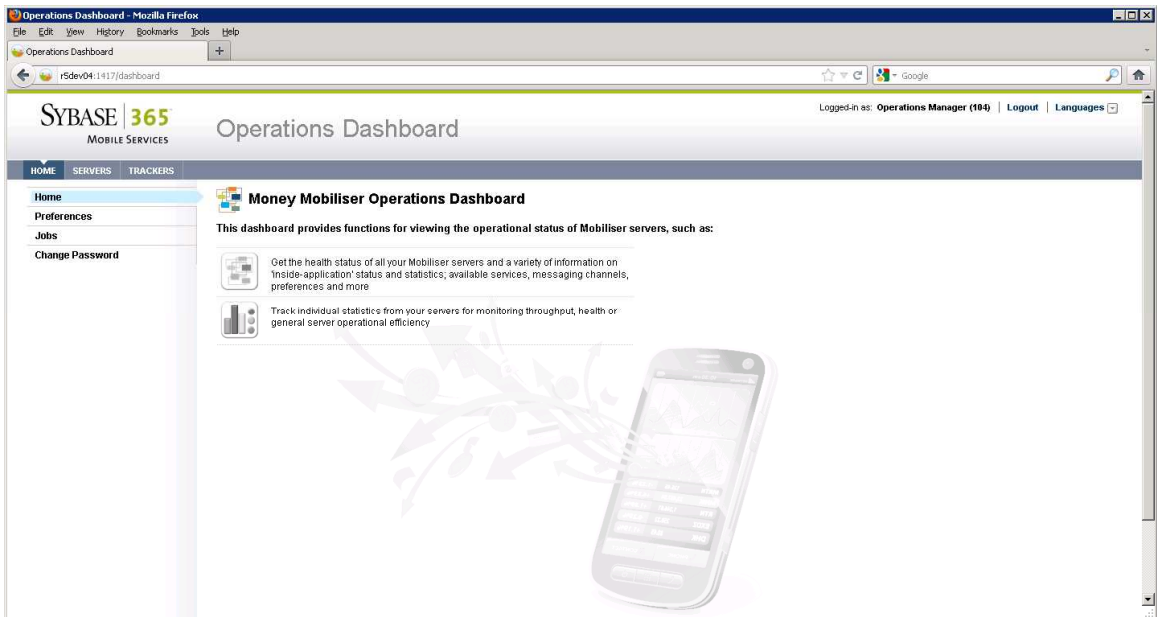 Operations Dashboard - Mozilla Firefox
File Edit View History Bookmarks Tools Help
Operations Dashboard +
r5dev04:1417/dashboard Google
SYBASE 365
MOBILE SERVICES
Operations Dashboard
Logged-in as: Operations Manager (104) | Logout | Languages
HOME SERVERS TRACKERS
Home
Preferences
Jobs
Change Password
Money Mobiliser Operations Dashboard
This dashboard provides functions for viewing the operational status of Mobiliser servers, such as:
Get the health status of all your Mobiliser servers and a variety of information on
'inside-application' status and statistics; available services, messaging channels,
preferences and more
Track individual statistics from your servers for monitoring throughput, health or
general server operational efficiency